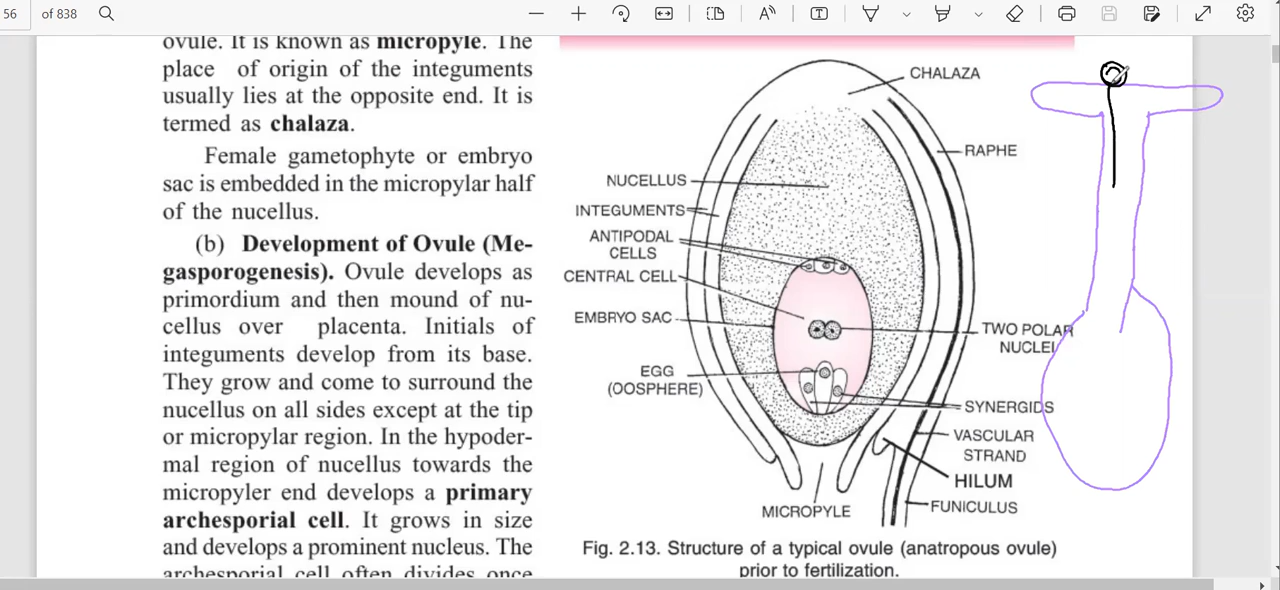 56 of 838
ovule. It is known as micropyle. The
place of origin of the integuments
usually lies at the opposite end. It is
termed as chalaza.
Female gametophyte or embryo
sac is embedded in the micropylar half
of the nucellus.
(b) Development of Ovule (Me-
gasporogenesis). Ovule develops as
primordium and then mound of nu-
cellus over placenta. Initials of
integuments develop from its base.
They grow and come to surround the
nucellus on all sides except at the tip
or micropylar region. In the hypoder-
mal region of nucellus towards the
micropyler end develops a primary
archesporial cell. It grows in size
and develops a prominent nucleus. The
archesporial cell often divides once
CHALAZA
RAPHE
NUCELLUS
INTEGUMENTS
ANTIPODAL
CELLS
CENTRAL CELL
EMBRYO SAC
TWO POLAR
NUCLEI
EGG
(OOSPHERE)
SYNERGIDS
VASCULAR
STRAND
HILUM
FUNICULUS
MICROPYLE
Fig. 2.13. Structure of a typical ovule (anatropous ovule)
prior to fertilization.